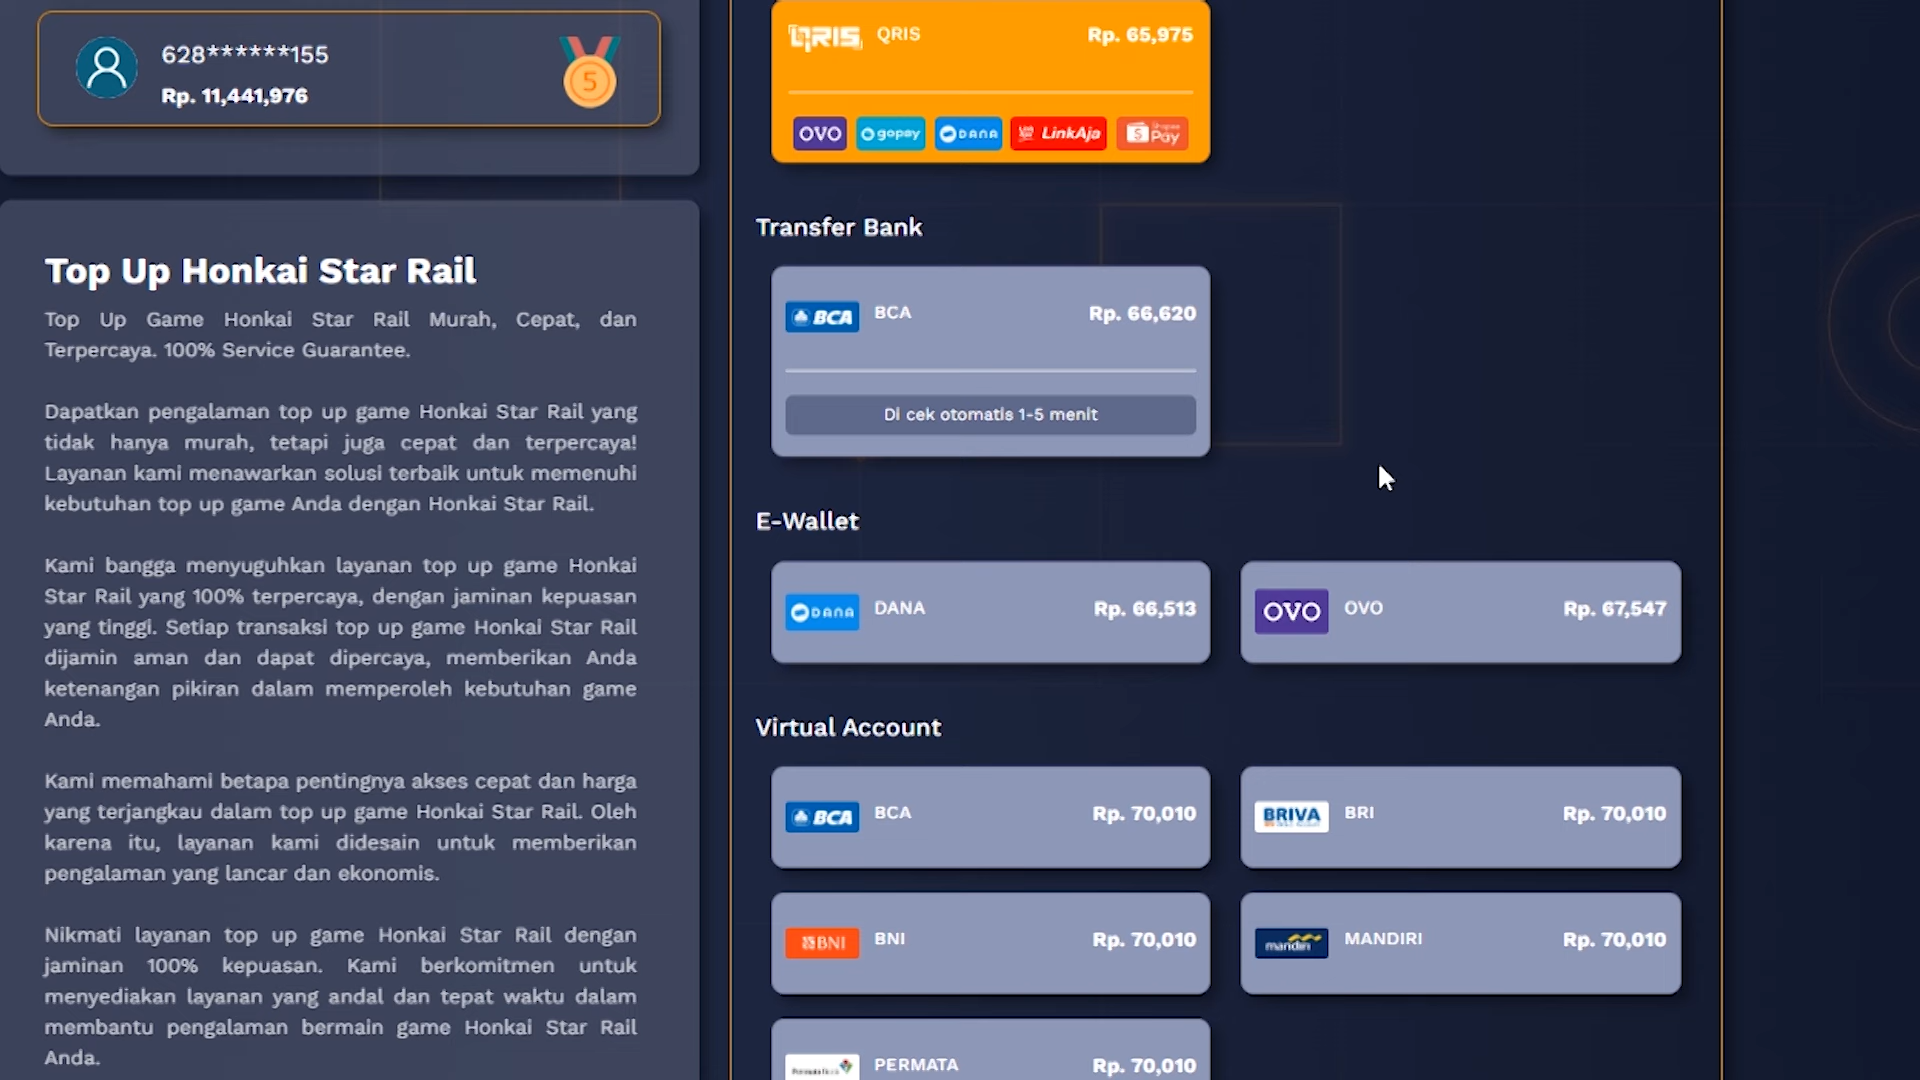 628******155
Rp. 11,441,976
5
Top Up Honkai Star Rail
Top Up Game Honkai Star Rail Murah, Cepat, dan
Terpercaya. 100% Service Guarantee.
Dapatkan pengalaman top up game Honkai Star Rail yang
tidak hanya murah, tetapi juga cepat dan terpercaya!
Layanan kami menawarkan solusi terbaik untuk memenuhi
kebutuhan top up game Anda dengan Honkai Star Rail.
Kami bangga menyuguhkan layanan top up game Honkai
Star Rail yang 100% terpercaya, dengan jaminan kepuasan
yang tinggi. Setiap transaksi top up game Honkai Star Rail
dijamin aman dan dapat dipercaya, memberikan Anda
ketenangan pikiran dalam memperoleh kebutuhan game
Anda.
Kami memahami betapa pentingnya akses cepat dan harga
yang terjangkau dalam top up game Honkai Star Rail. Oleh
karena itu, layanan kami didesain untuk memberikan
pengalaman yang lancar dan ekonomis.
Nikmati layanan top up game Honkai Star Rail dengan
jaminan 100% kepuasan. Kami berkomitmen untuk
menyediakan layanan yang andal dan tepat waktu dalam
membantu pengalaman bermain game Honkai Star Rail
Anda.
QRIS QRIS Rp. 65,975
OVO gopay DANA LinkAja Shopee Pay
Transfer Bank
BCA BCA Rp. 66,620
Di cek otomatis 1-5 menit
E-Wallet
DANA DANA Rp. 66,513
OVO OVO Rp. 67,547
Virtual Account
BCA BCA Rp. 70,010
BRIVA BRI Rp. 70,010
BNI BNI Rp. 70,010
mandiri MANDIRI Rp. 70,010
PermataBank PERMATA Rp. 70,010